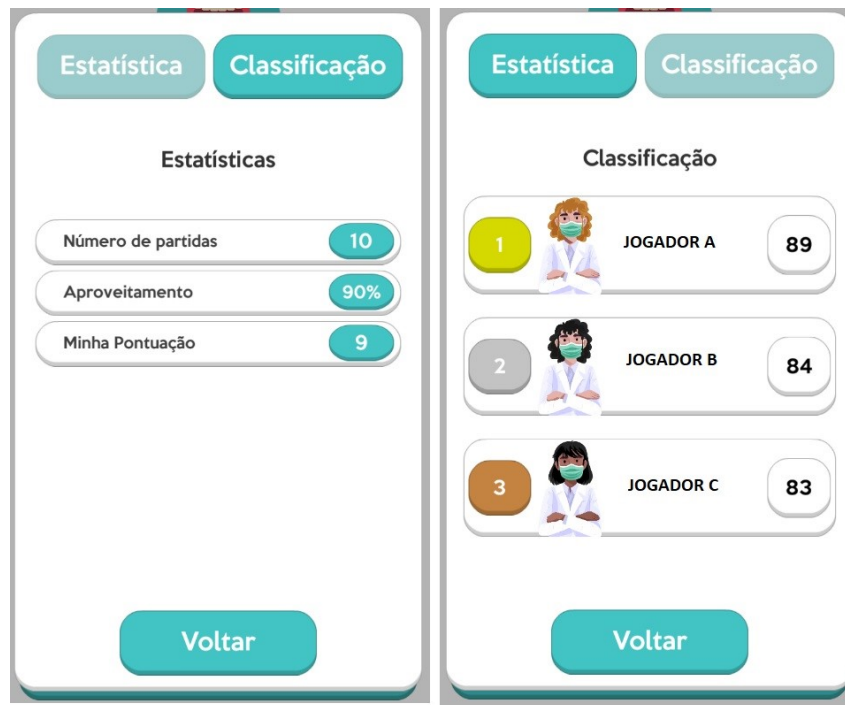 Estatística Classificação
Estatísticas
Número de partidas 10
Aproveitamento 90%
Minha Pontuação 9
Voltar
Estatística Classificação
Classificação
1 JOGADOR A 89
2 JOGADOR B 84
3 JOGADOR C 83
Voltar